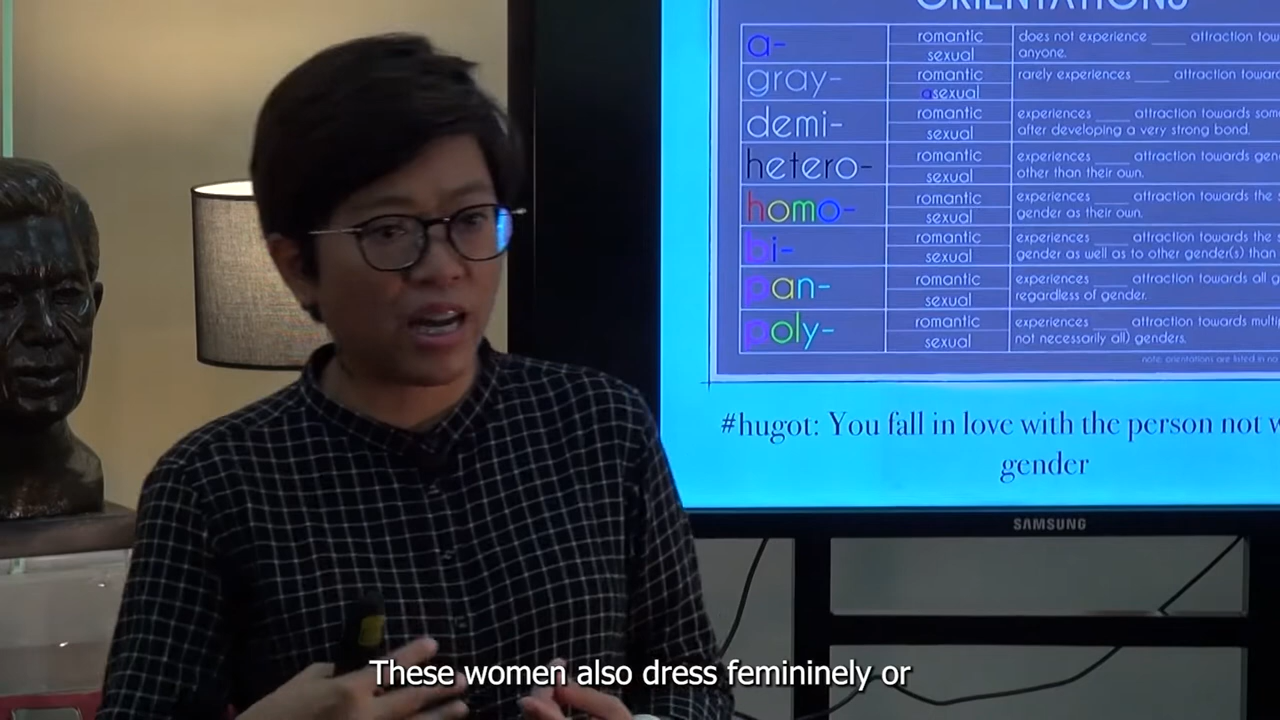 ORIENTATIONS
a-
romantic
sexual
does not experience ____ attraction
anyone.
gray-
romantic
asexual
rarely experiences ____ attraction
demi-
romantic
sexual
experiences ____ attraction towards
after developing a very strong bond.
hetero-
romantic
sexual
experiences ____ attraction towards
other than their own.
homo-
romantic
sexual
experiences ____ attraction towards the
gender as their own.
bi-
romantic
sexual
experiences ____ attraction towards the
gender as well as to other gender(s) than
pan-
romantic
sexual
experiences ____ attraction towards all
regardless of gender.
poly-
romantic
sexual
experiences ____ attraction towards
not necessarily all) genders.
note: orientations are listed in
#hugot: You fall in love with the person not
gender
SAMSUNG
These women also dress femininely or